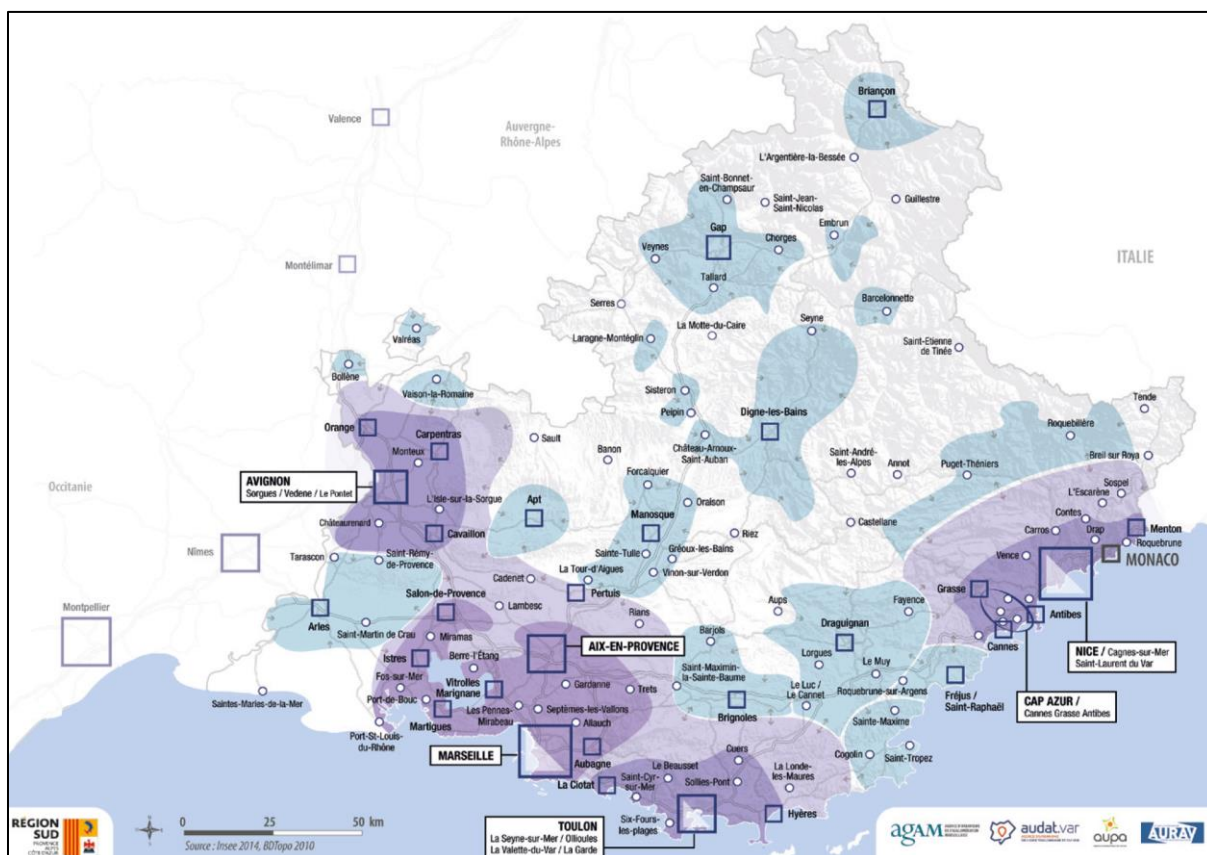 Valence
Auvergne-
Rhône-Alpes
Briançon
L'Argentière-la-Bessée
Saint-Bonnet-
en-Champsaur
Saint-Jean-
Saint-Nicolas
Guillestre
Gap
Embrun
Veynes
Chorges
ITALIE
Montélimar
Tallard
Serres
Barcelonnette
Valréas
Laragne-Montéglin
La Motte-du-Caire
Seyne
Saint-Etienne
de Tinée
Bollène
Vaison-la-Romaine
Sisteron
Tende
Peipin
Orange
Carpentras
Sault
Digne-les-Bains
Roquebillère
Monteux
Banon
Château-Arnoux-
Saint-Auban
Saint-André-
les-Alpes
Annot
Puget-Théniers
Breil sur Roya
Occitanie
AVIGNON
Sorgues / Vedene / Le Pontet
Forcalquier
Sospel
L'Escarène
L'Isle-sur-la-Sorgue
Apt
Oraison
Contes
Châteaurenard
Cavaillon
Manosque
Castellane
Carros
Drap
Menton
Nîmes
Riez
Roquebrune
Tarascon
Saint-Rémy-
de-Provence
Sainte-Tulle
Gréoux-les-Bains
Vence
MONACO
La Tour-d'Aigues
Vinon-sur-Verdon
Cadenet
Grasse
Montpellier
Salon-de-Provence
Pertuis
Lambesc
Aups
Fayence
Antibes
Arles
Rians
Cannes
Saint-Martin de Crau
Miramas
Barjols
Draguignan
AIX-EN-PROVENCE
NICE / Cagnes-sur-Mer
Saint-Laurent du Var
Istres
Berre-l'Étang
Lorgues
Fos-sur-Mer
Saint-Maximin-
la-Sainte-Baume
Le Muy
Vitrolles
Marignane
Gardanne
Trets
Le Luc /
Le Cannet
Roquebrune-sur-Argens
Fréjus /
Saint-Raphaël
CAP AZUR /
Cannes Grasse Antibes
Saintes-Maries-de-la-Mer
Port-de-Bouc
Les Pennes-
Mirabeau
Septèmes-les-Vallons
Brignoles
Martigues
Allauch
Sainte-Maxime
Port-St-Louis-
du-Rhône
MARSEILLE
Aubagne
Cuers
Cogolin
Saint-Tropez
Le Beausset
La Londe-
les-Maures
La Ciotat
Saint-Cyr-
sur-Mer
Sollies-Pont
Six-Fours-
les-plages
Hyères
TOULON
La Seyne-sur-Mer / Ollioules
La Valette-du-Var / La Garde
RÉGION
SUD
PROVENCE
ALPES
CÔTE D'AZUR
0 25 50 km
Source : Insee 2014, BDTopo 2010
agAM
audat.var
aupa
AURAV